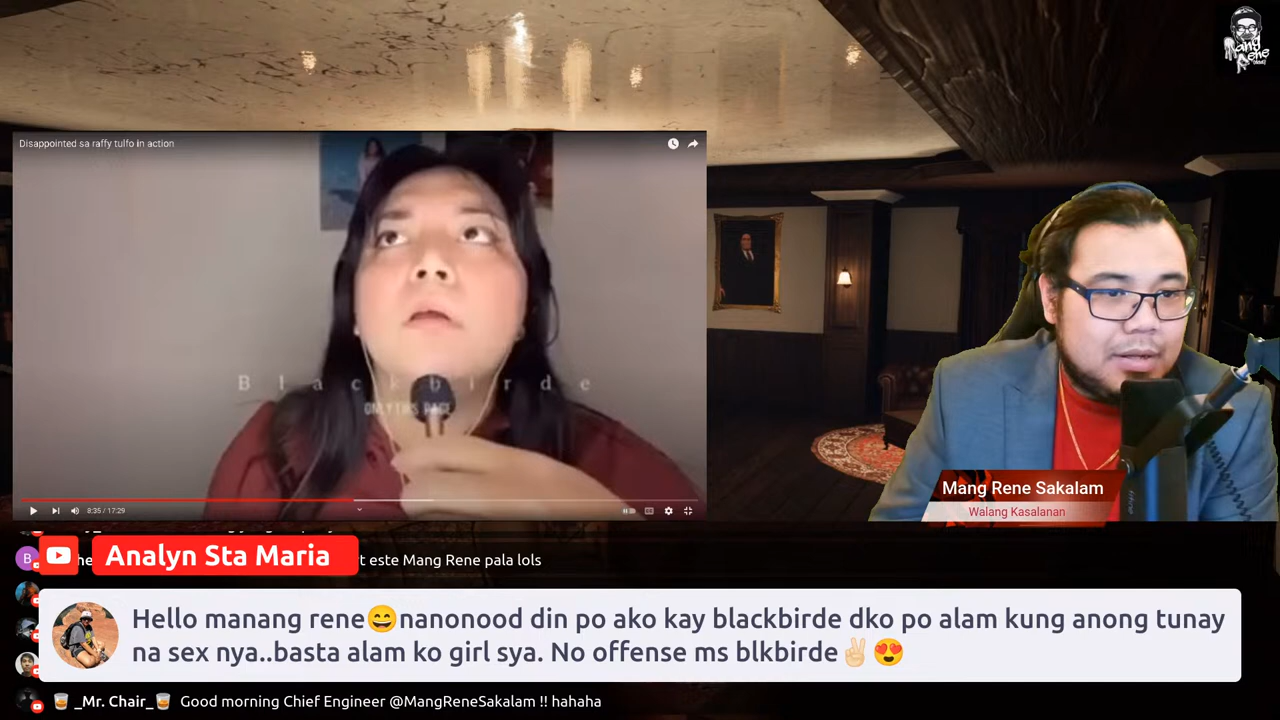 Mang
Rene
Disappointed sa raffy tulfo in action
Blackbirde
8:35 / 17:29
Mang Rene Sakalam
Walang Kasalanan
Analyn Sta Maria
t este Mang Rene pala lols
Hello manang rene😄nanonood din po ako kay blackbirde dko po alam kung anong tunay
na sex nya..basta alam ko girl sya. No offense ms blkbirde✌🏻😍
🥃 _Mr. Chair_🥃 Good morning Chief Engineer @MangReneSakalam !! hahaha